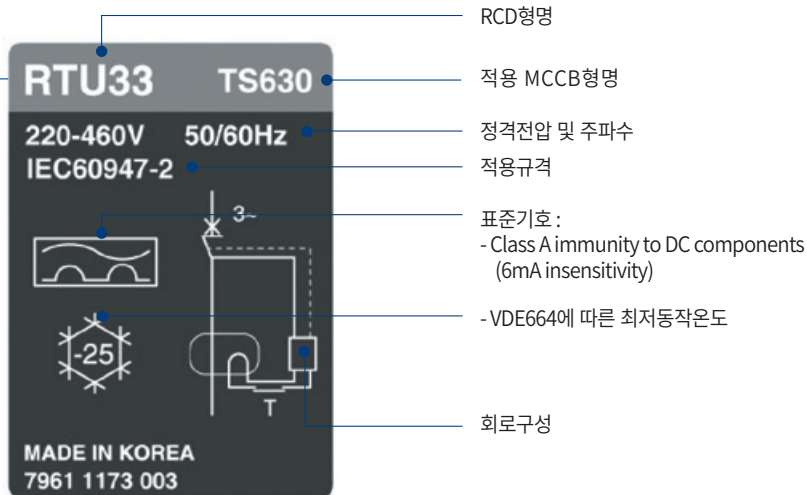 RCD형명
RTU33 TS630
적용 MCCB형명
220-460V 50/60Hz
정격전압 및 주파수
IEC60947-2
적용규격
3~
표준기호 :
- Class A immunity to DC components
(6mA insensitivity)
-25
- VDE664에 따른 최저동작온도
T
회로구성
MADE IN KOREA
7961 1173 003